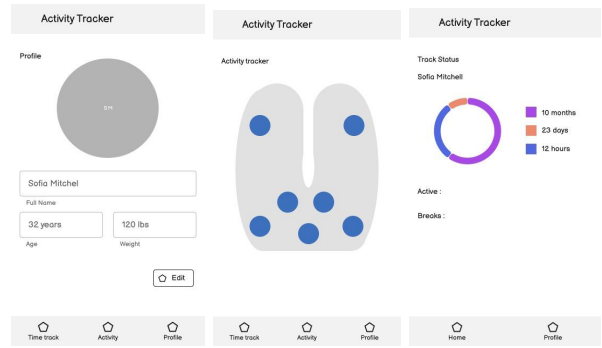 Activity Tracker
Profile
SM
Sofia Mitchel
Full Name
32 years
120 lbs
Age
Weight
Edit
Time track
Activity
Profile
Activity Tracker
Activity tracker
Time track
Activity
Profile
Activity Tracker
Track Status
Sofia Mitchell
10 months
23 days
12 hours
Active :
Breaks :
Home
Profile